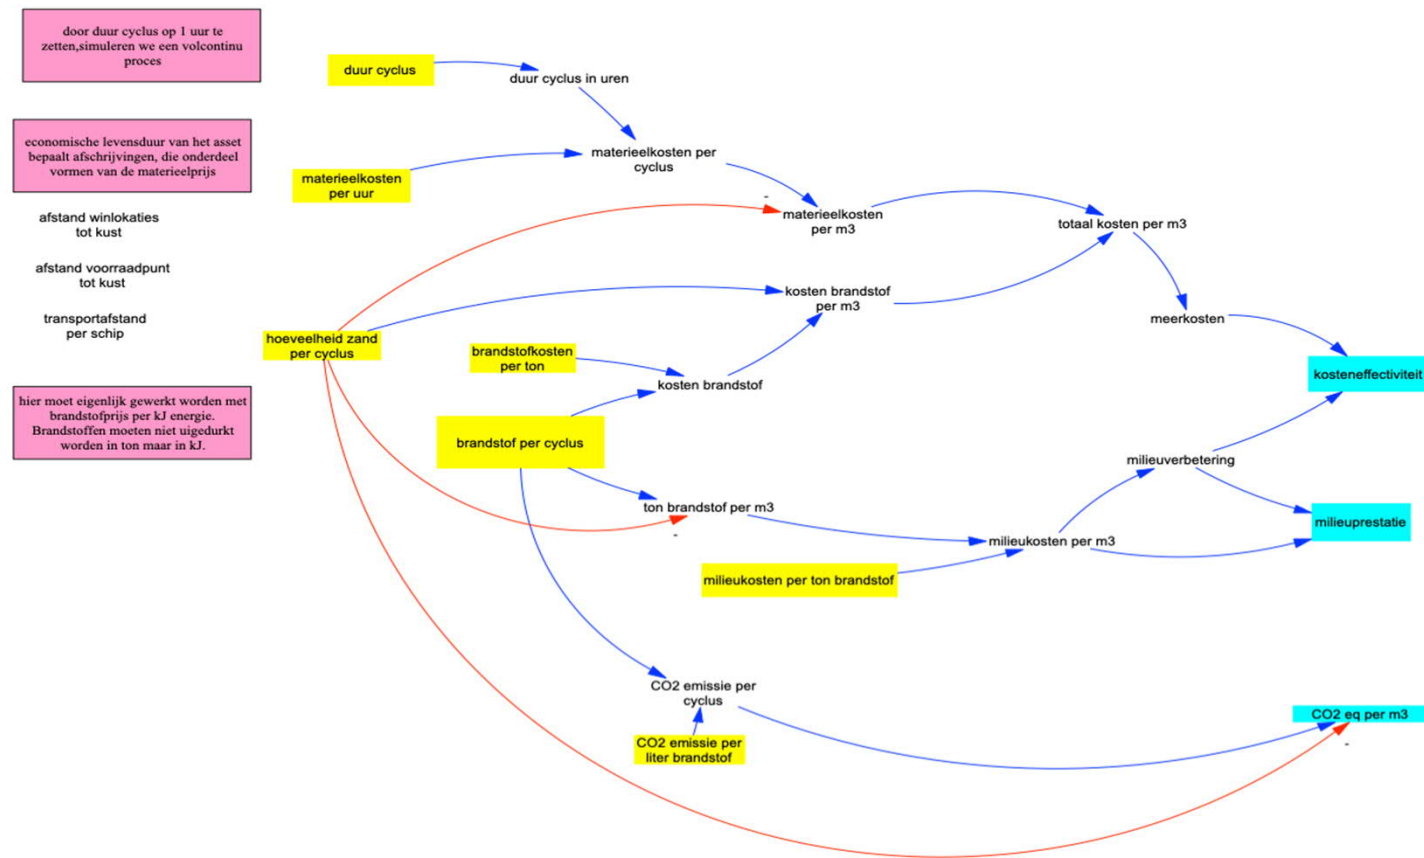 door duur cyclus op 1 uur te
zetten,simuleren we een volcontinu
proces
economische levensduur van het asset
bepaalt afschrijvingen, die onderdeel
vormen van de materieelprijs
afstand winlokaties
tot kust
afstand voorraadpunt
tot kust
transportafstand
per schip
hier moet eigenlijk gewerkt worden met
brandstofprijs per kJ energie.
Brandstoffen moeten niet uigedurkt
worden in ton maar in kJ.
duur cyclus
duur cyclus in uren
materieelkosten per
cyclus
materieelkosten
per uur
-
materieelkosten
per m3
totaal kosten per m3
kosten brandstof
per m3
meerkosten
hoeveelheid zand
per cyclus
brandstofkosten
per ton
kosten brandstof
kosteneffectiviteit
brandstof per cyclus
milieuverbetering
ton brandstof per m3
-
milieuprestatie
milieukosten per m3
milieukosten per ton brandstof
CO2 emissie per
cyclus
CO2 eq per m3
-
CO2 emissie per
liter brandstof